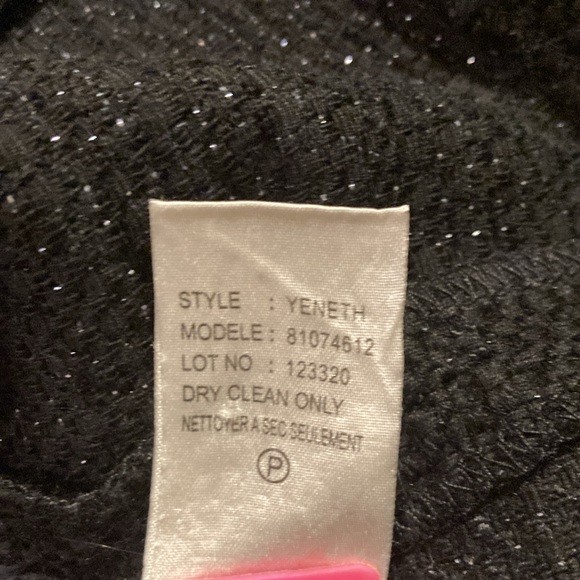 STYLE : YENETH
MODELE : 81074612
LOT NO : 123320
DRY CLEAN ONLY
NETTOYER A SEC SEULEMENT
P